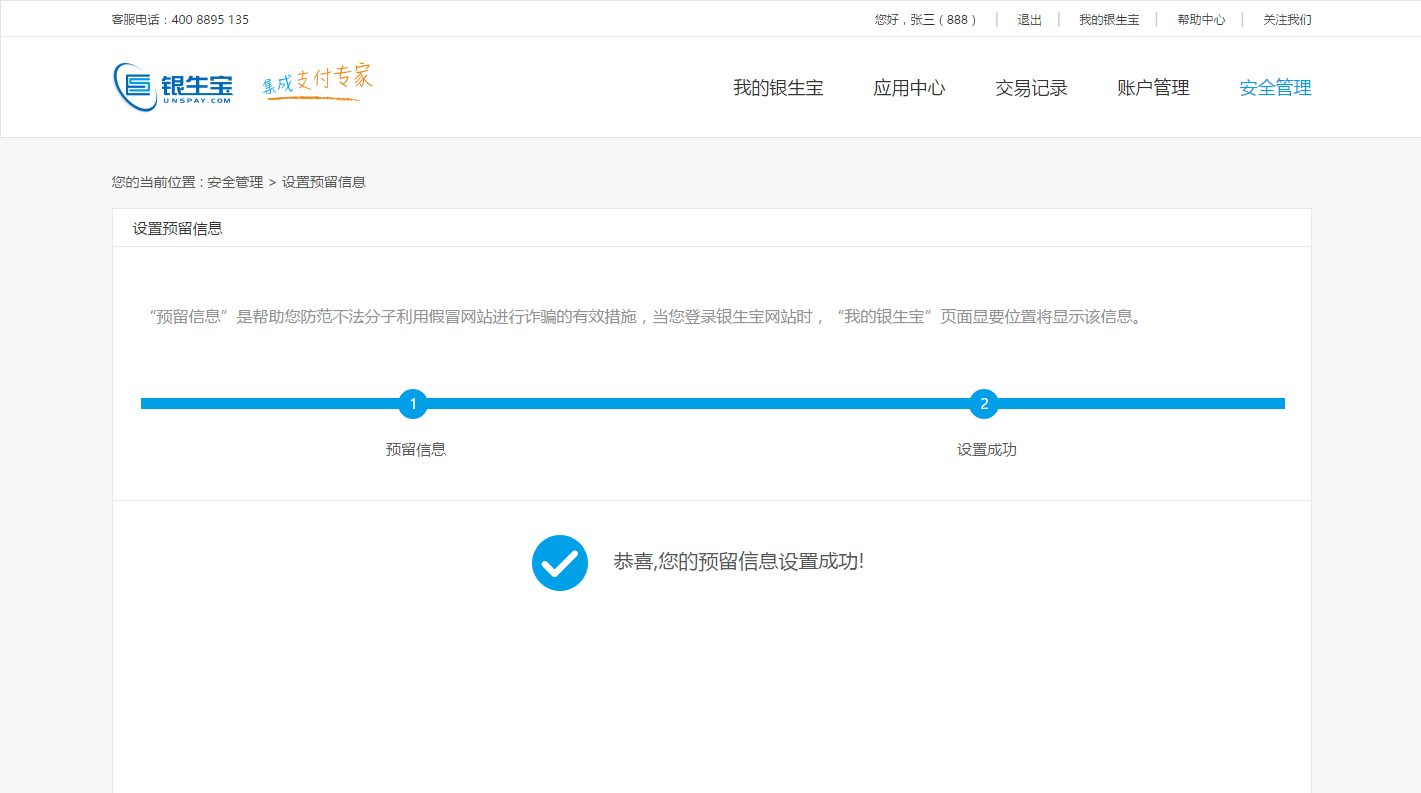 客服电话：400 8895 135
您好，张三（888） | 退出 | 我的银生宝 | 帮助中心 | 关注我们
银生宝
UNSPAY.COM
集成支付专家
我的银生宝 应用中心 交易记录 账户管理 安全管理
您的当前位置：安全管理 > 设置预留信息
设置预留信息
“预留信息”是帮助您防范不法分子利用假冒网站进行诈骗的有效措施，当您登录银生宝网站时，“我的银生宝”页面显要位置将显示该信息。
1 2
预留信息 设置成功
恭喜,您的预留信息设置成功!